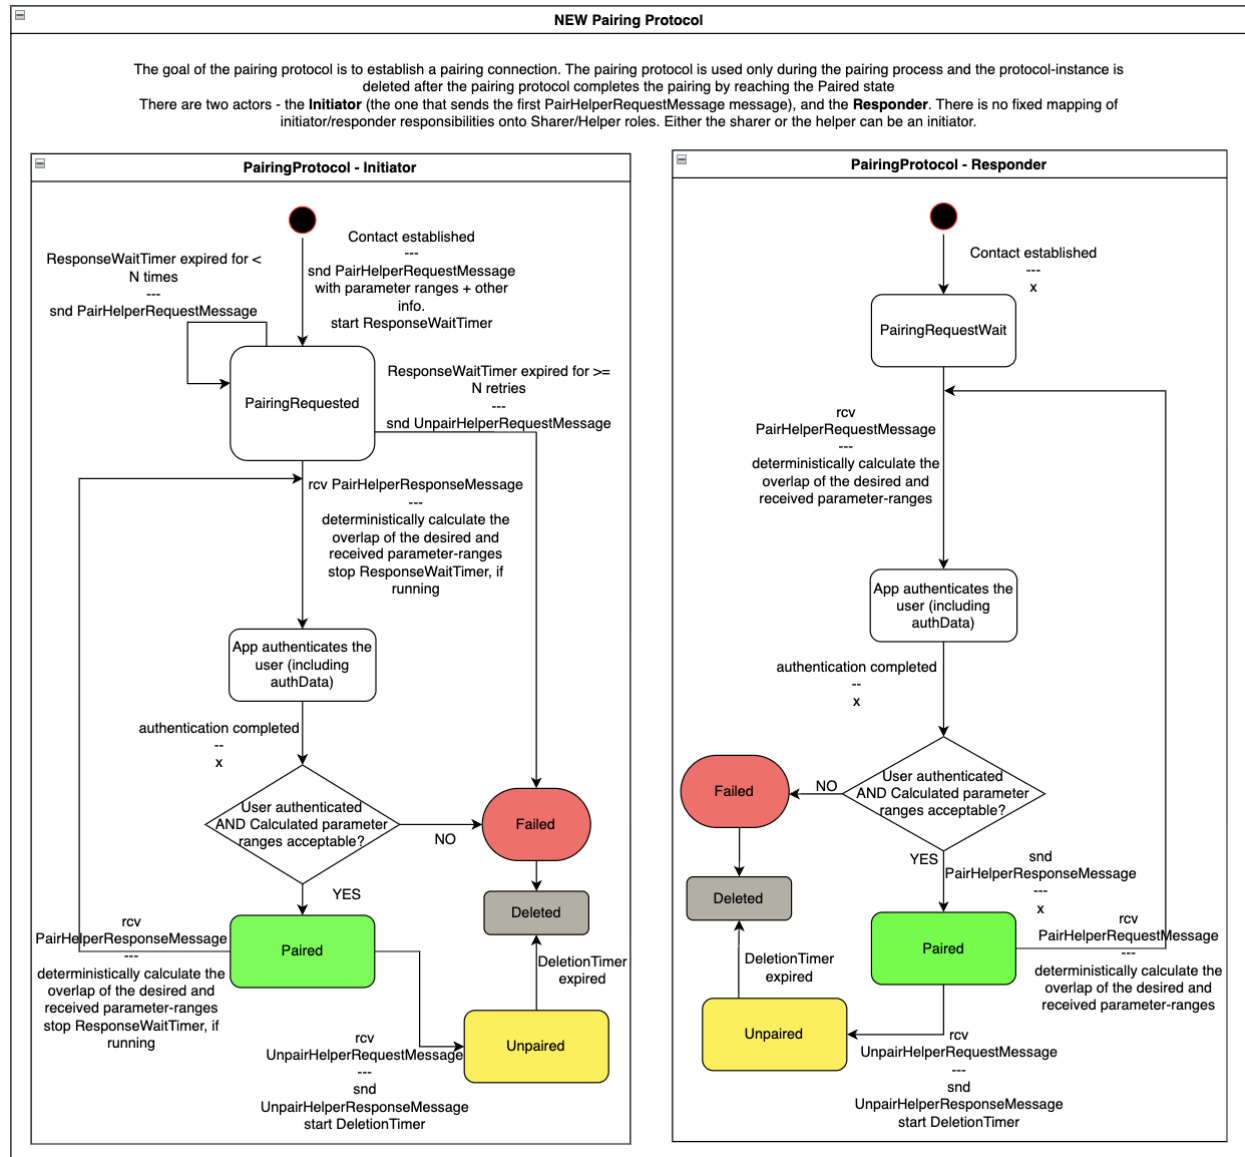 NEW Pairing Protocol
The goal of the pairing protocol is to establish a pairing connection. The pairing protocol is used only during the pairing process and the protocol-instance is
deleted after the pairing protocol completes the pairing by reaching the Paired state
There are two actors - the Initiator (the one that sends the first PairHelperRequestMessage message), and the Responder. There is no fixed mapping of
initiator/responder responsibilities onto Sharer/Helper roles. Either the sharer or the helper can be an initiator.
PairingProtocol - Initiator
Contact established
---
snd PairHelperRequestMessage
with parameter ranges + other
info.
start ResponseWaitTimer
ResponseWaitTimer expired for <
N times
---
snd PairHelperRequestMessage
PairingRequested
ResponseWaitTimer expired for >=
N retries
---
snd UnpairHelperRequestMessage
rcv PairHelperResponseMessage
---
deterministically calculate the
overlap of the desired and
received parameter-ranges
stop ResponseWaitTimer, if
running
App authenticates the
user (including
authData)
authentication completed
--
x
User authenticated
AND Calculated parameter
ranges acceptable?
NO
Failed
YES
Deleted
Paired
rcv
PairHelperResponseMessage
---
deterministically calculate the
overlap of the desired and
received parameter-ranges
stop ResponseWaitTimer, if
running
DeletionTimer
expired
Unpaired
rcv
UnpairHelperRequestMessage
---
snd
UnpairHelperResponseMessage
start DeletionTimer
PairingProtocol - Responder
Contact established
---
x
PairingRequestWait
rcv
PairHelperRequestMessage
---
deterministically calculate the
overlap of the desired and
received parameter-ranges
App authenticates the
user (including
authData)
authentication completed
--
x
User authenticated
AND Calculated parameter
ranges acceptable?
NO
Failed
YES
snd
PairHelperResponseMessage
---
x
Deleted
Paired
rcv
PairHelperRequestMessage
---
deterministically calculate the
overlap of the desired and
received parameter-ranges
DeletionTimer
expired
Unpaired
rcv
UnpairHelperRequestMessage
---
snd
UnpairHelperResponseMessage
start DeletionTimer